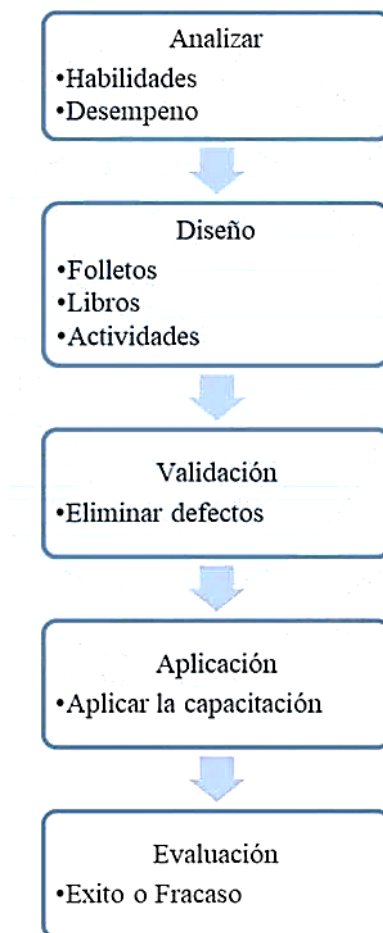 Analizar
•Habilidades
•Desempeno
Diseño
•Folletos
•Libros
•Actividades
Validación
•Eliminar defectos
Aplicación
•Aplicar la capacitación
Evaluación
•Exito o Fracaso